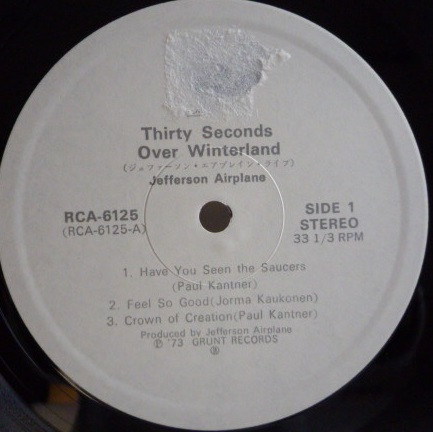 Thirty Seconds
Over Winterland
(ジェファーソン・エアプレイン・ライブ)
Jefferson Airplane
RCA-6125
(RCA-6125-A)
SIDE 1
STEREO
33 1/3 RPM
1. Have You Seen the Saucers
(Paul Kantner)
2. Feel So Good(Jorma Kaukonen)
3. Crown of Creation(Paul Kantner)
Produced by Jefferson Airplane
℗ '73 GRUNT RECORDS